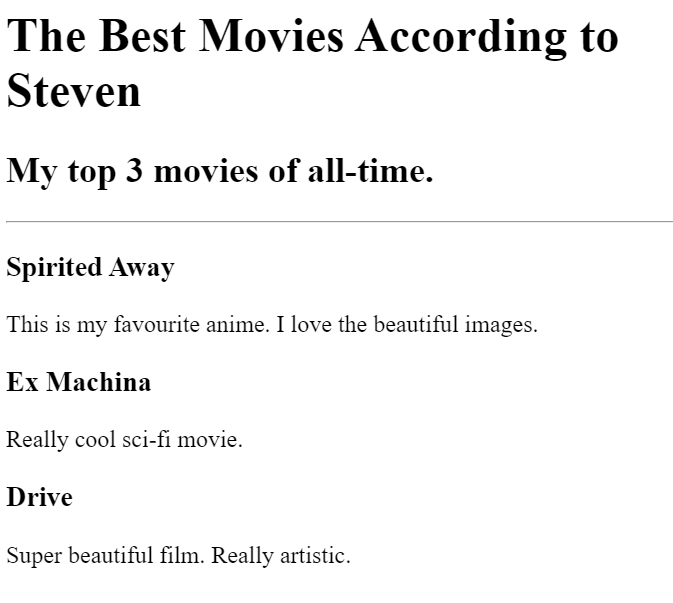 The Best Movies According to
Steven
My top 3 movies of all-time.
Spirited Away
This is my favourite anime. I love the beautiful images.
Ex Machina
Really cool sci-fi movie.
Drive
Super beautiful film. Really artistic.